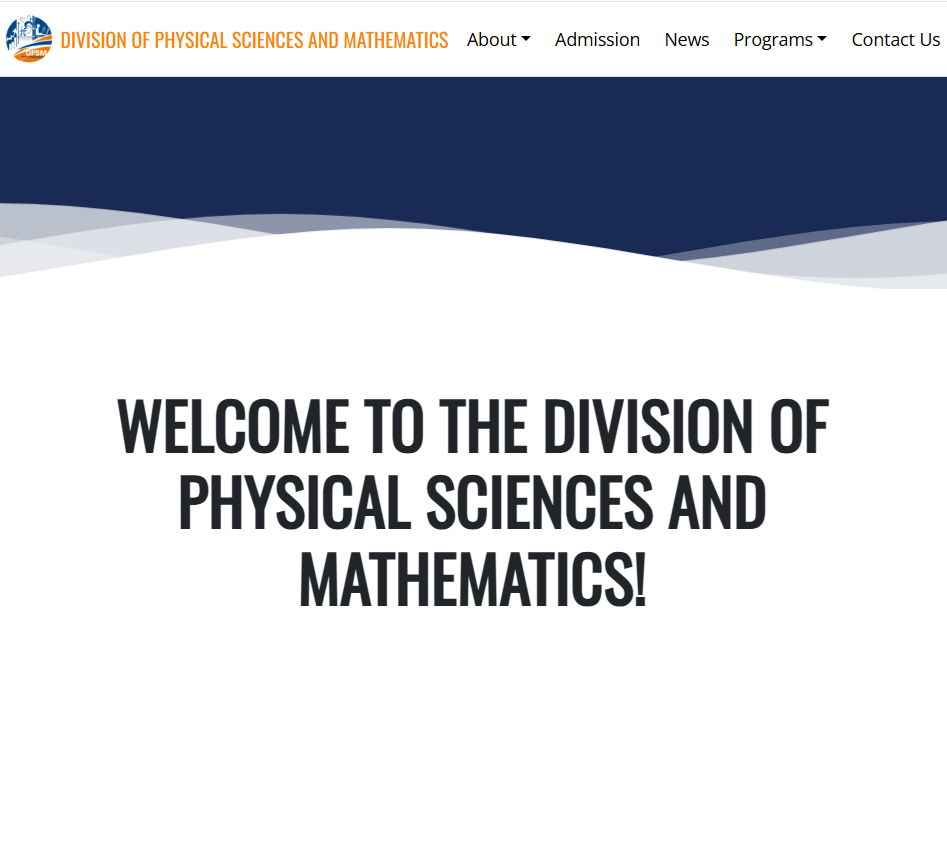 DPSM
DIVISION OF PHYSICAL SCIENCES AND MATHEMATICS About Admission News Programs Contact Us
WELCOME TO THE DIVISION OF
PHYSICAL SCIENCES AND
MATHEMATICS!